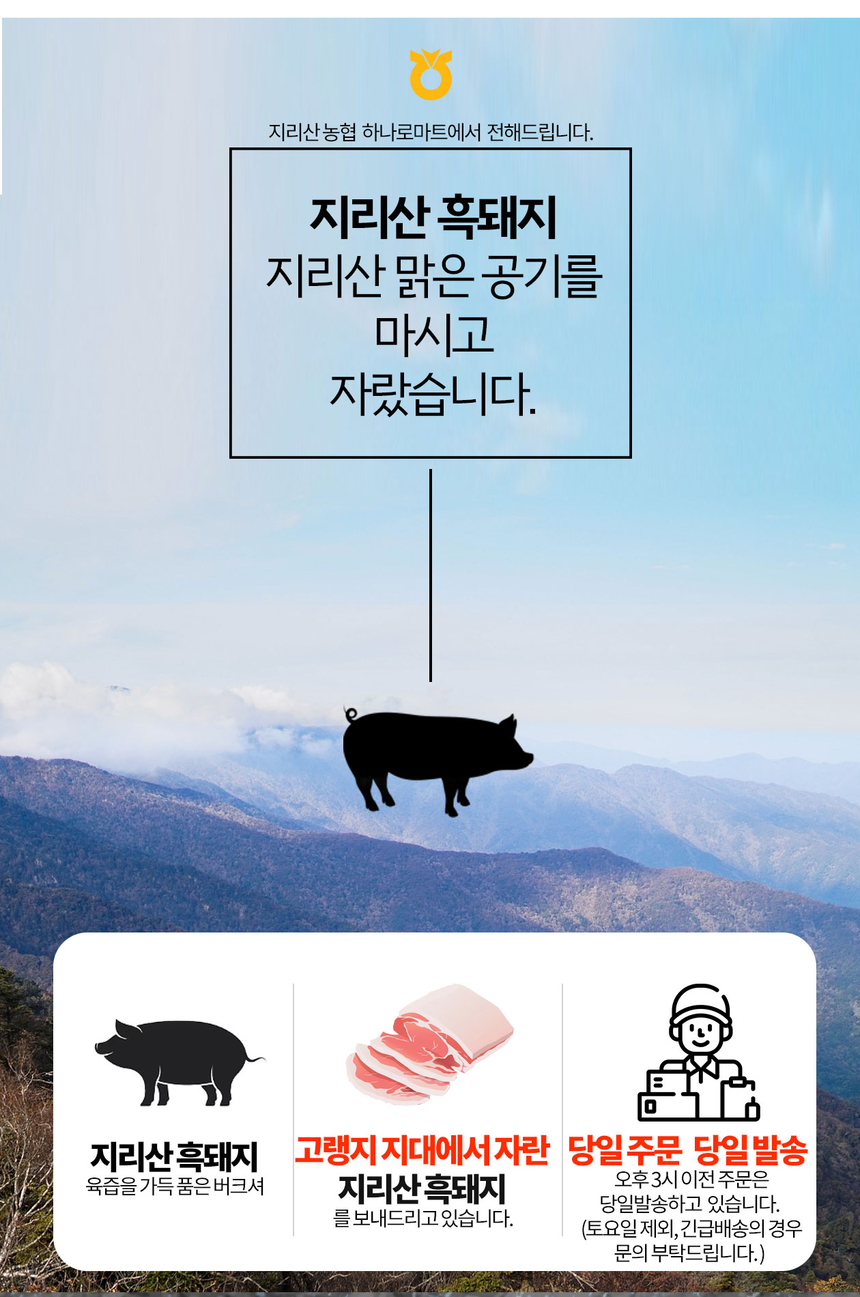 지리산 농협 하나로마트에서 전해드립니다.
지리산 흑돼지
지리산 맑은 공기를
마시고
자랐습니다.
지리산 흑돼지
육즙을 가득 품은 버크셔
고랭지 지대에서 자란
지리산 흑돼지
를 보내드리고 있습니다.
당일 주문 당일 발송
오후 3시 이전 주문은
당일발송하고 있습니다.
(토요일 제외, 긴급배송의 경우
문의 부탁드립니다.)